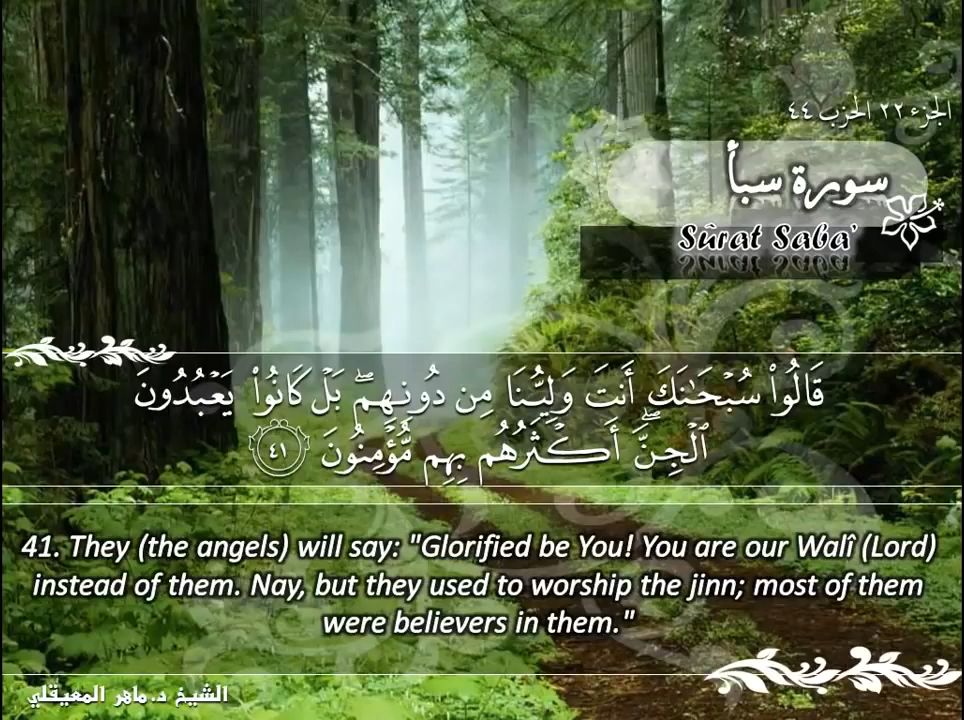 الجزء ٢٢ الحزب ٤٤
سورة سبأ
Sûrat Saba'
قَالُوا۟ سُبْحَـٰنَكَ أَنتَ وَلِيُّنَا مِن دُونِهِم ۖ بَلْ كَانُوا۟ يَعْبُدُونَ
ٱلْجِنَّ ۖ أَكْثَرُهُم بِهِم مُّؤْمِنُونَ ٤١
41. They (the angels) will say: "Glorified be You! You are our Walî (Lord)
instead of them. Nay, but they used to worship the jinn; most of them
were believers in them."
الشيخ د. ماهر المعيقلي